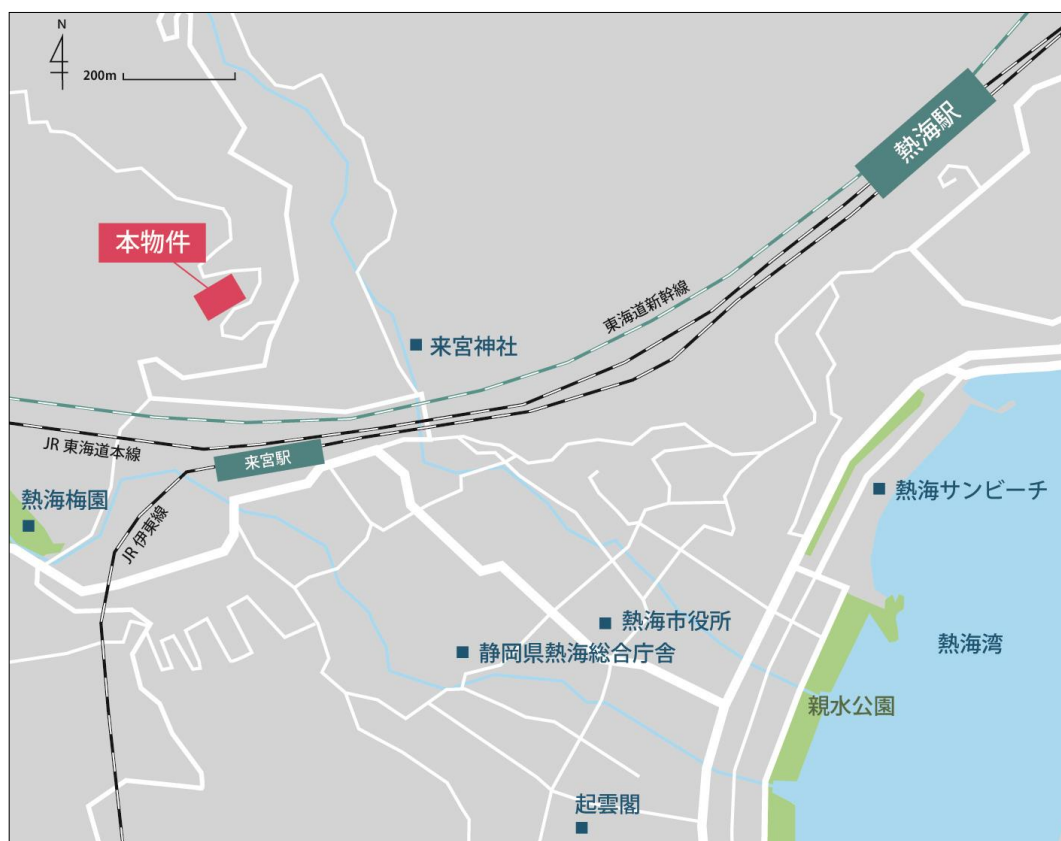 N
200m
熱海駅
本物件
東海道新幹線
来宮神社
JR 東海道本線
来宮駅
熱海梅園
JR 伊東線
熱海サンビーチ
熱海市役所
静岡県熱海総合庁舎
熱海湾
親水公園
起雲閣